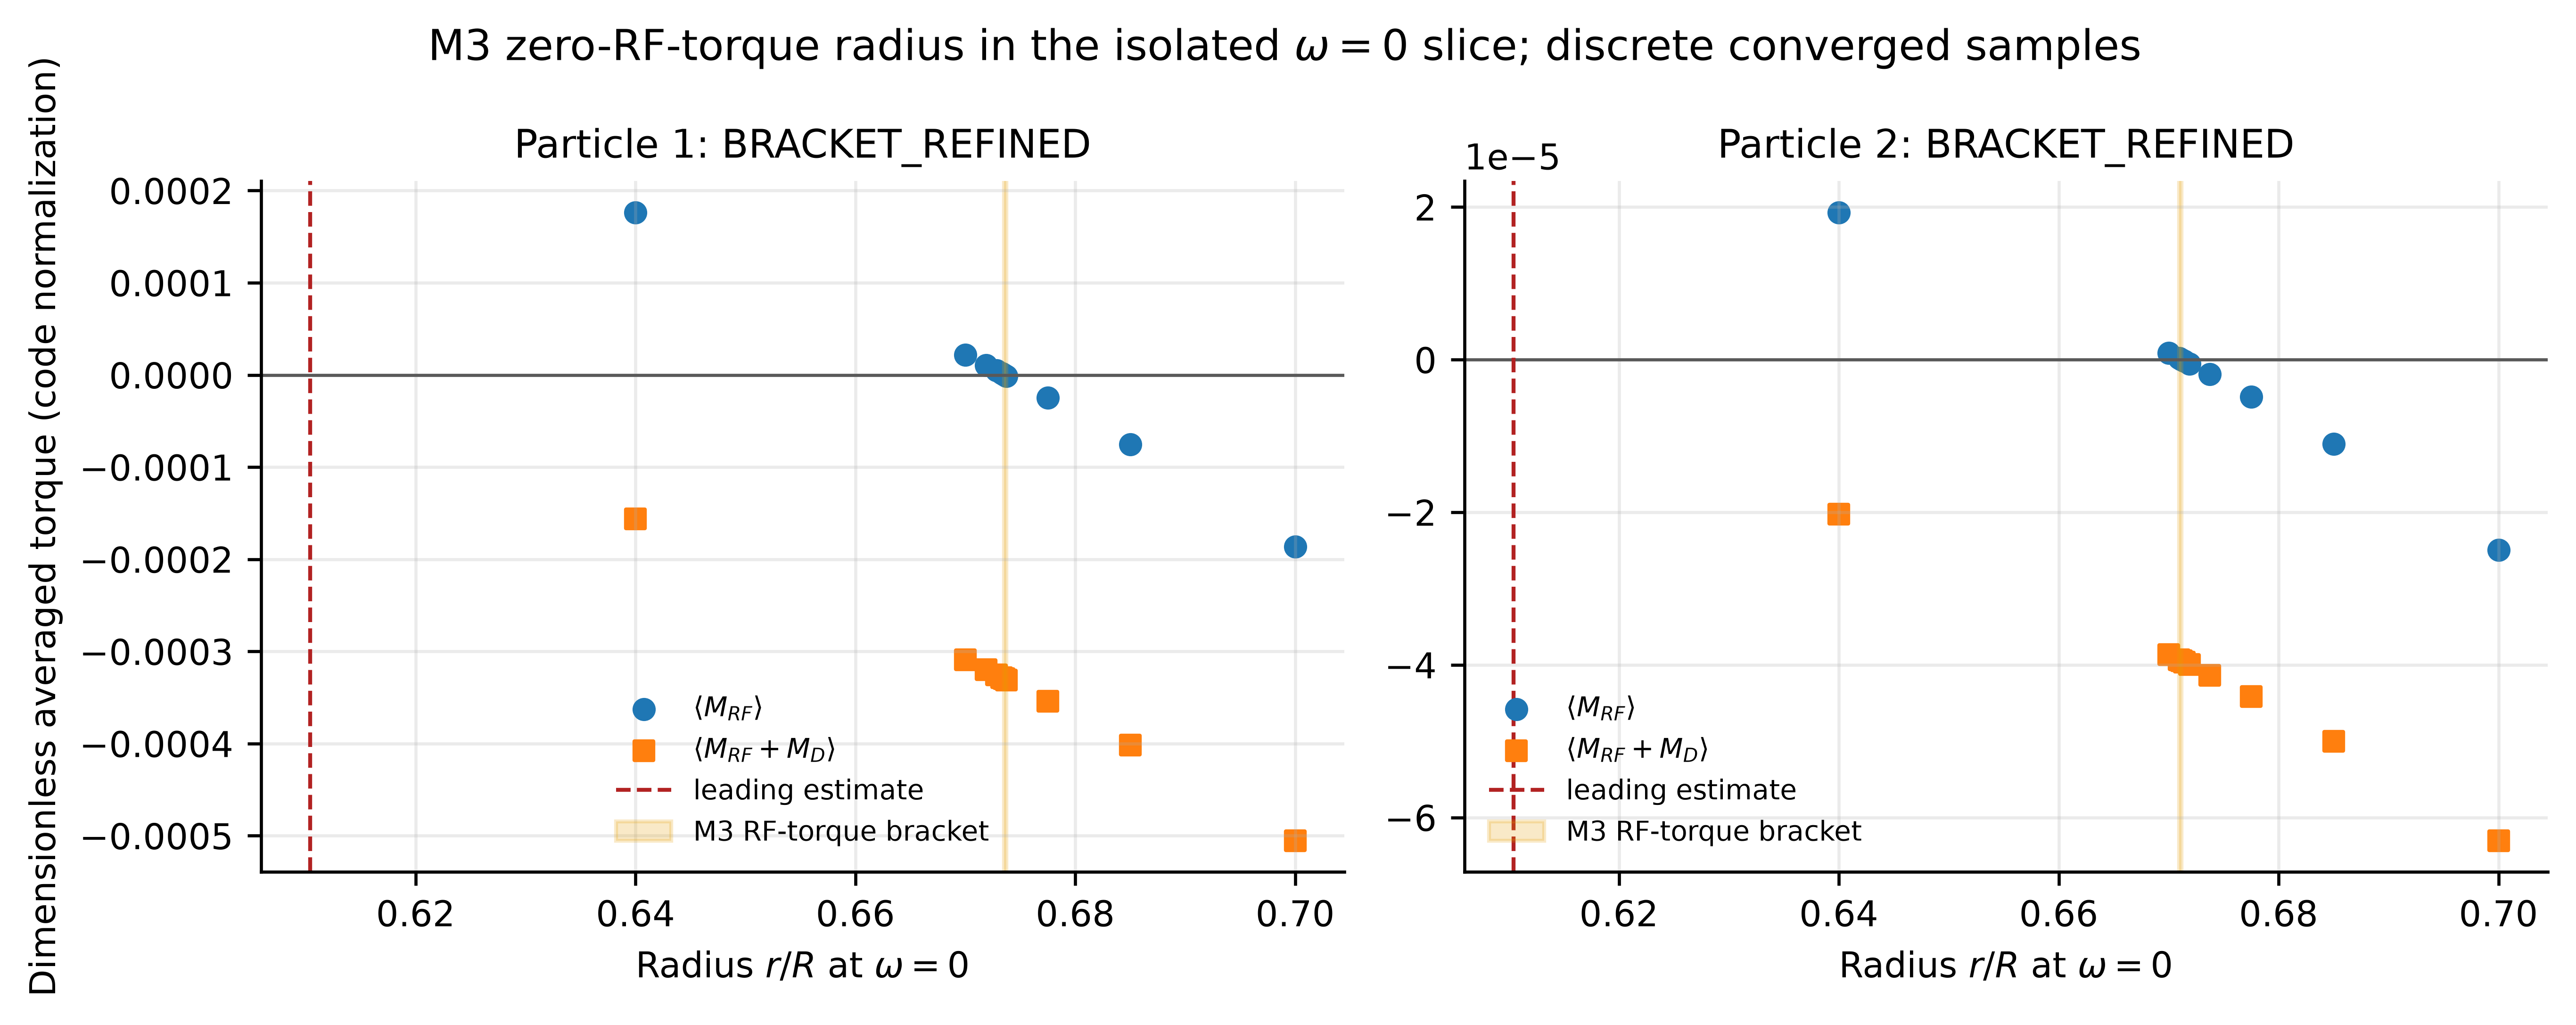 M3 zero-RF-torque radius in the isolated ω = 0 slice; discrete converged samples
Dimensionless averaged torque (code normalization)
Particle 1: BRACKET_REFINED
0.0002
0.0001
0.0000
−0.0001
−0.0002
−0.0003
−0.0004
−0.0005
⟨M_RF⟩
⟨M_RF + M_D⟩
leading estimate
M3 RF-torque bracket
0.62 0.64 0.66 0.68 0.70
Radius r/R at ω = 0
Particle 2: BRACKET_REFINED
1e−5
2
0
−2
−4
−6
⟨M_RF⟩
⟨M_RF + M_D⟩
leading estimate
M3 RF-torque bracket
0.62 0.64 0.66 0.68 0.70
Radius r/R at ω = 0